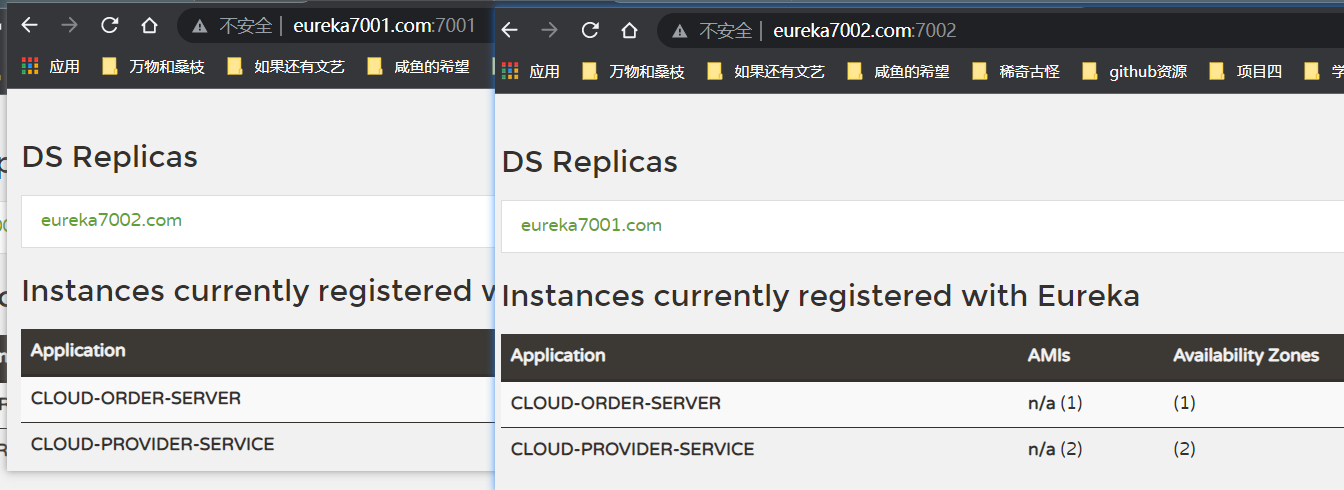 不安全 eureka7001.com:7001
应用 万物和桑枝 如果还有文艺 咸鱼的希望
DS Replicas
eureka7002.com
Instances currently registered
Application
CLOUD-ORDER-SERVER
CLOUD-PROVIDER-SERVICE
不安全 eureka7002.com:7002
应用 万物和桑枝 如果还有文艺 咸鱼的希望 稀奇古怪 github资源 项目四 学
DS Replicas
eureka7001.com
Instances currently registered with Eureka
Application AMIs Availability Zones
CLOUD-ORDER-SERVER n/a (1) (1)
CLOUD-PROVIDER-SERVICE n/a (2) (2)